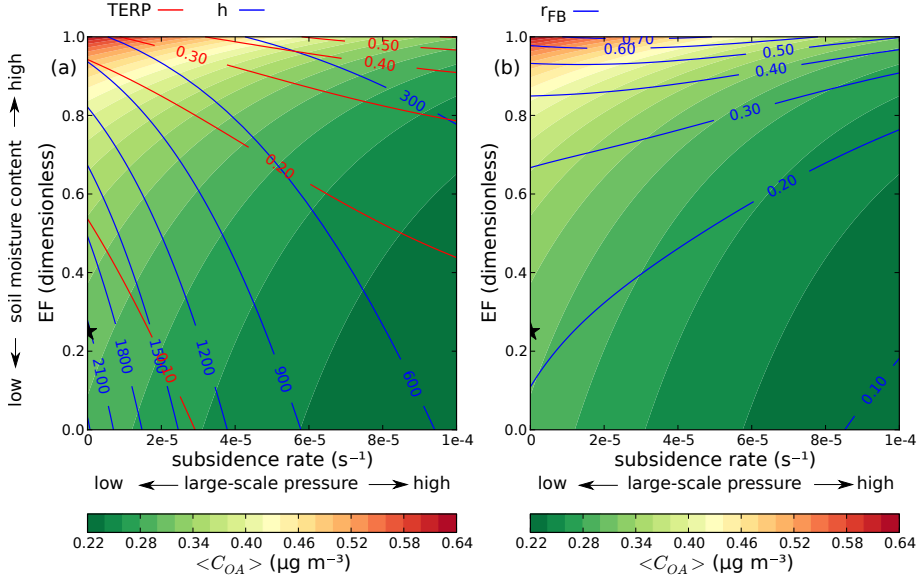 TERP h
r_FB
(a)
1.0
0.8
0.6
0.4
0.2
0.0
EF (dimensionless)
low soil moisture content high
0.30
0.50
0.40
300
0.20
0.10
2100
1800
1500
1200
900
600
0 2e-5 4e-5 6e-5 8e-5 1e-4
subsidence rate (s⁻¹)
low large-scale pressure high
0.22 0.28 0.34 0.40 0.46 0.52 0.58 0.64
<C_OA> (μg m⁻³)
(b)
1.0
0.8
0.6
0.4
0.2
0.0
EF (dimensionless)
0.70
0.60
0.50
0.40
0.30
0.20
0.10
0 2e-5 4e-5 6e-5 8e-5 1e-4
subsidence rate (s⁻¹)
low large-scale pressure high
0.22 0.28 0.34 0.40 0.46 0.52 0.58 0.64
<C_OA> (μg m⁻³)